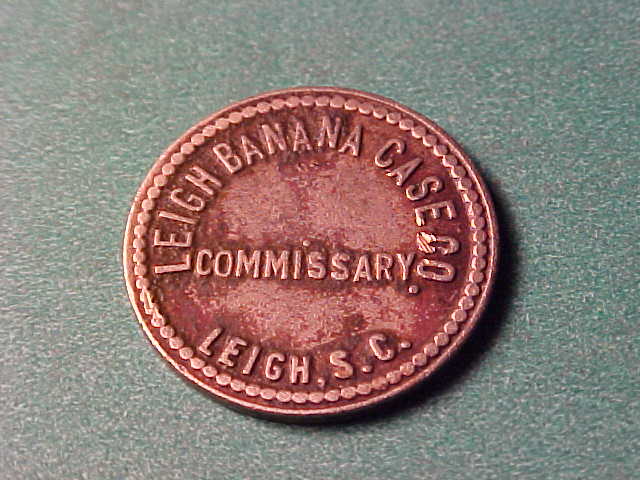 LEIGH BANANA CASE CO.
COMMISSARY
LEIGH, S.C.